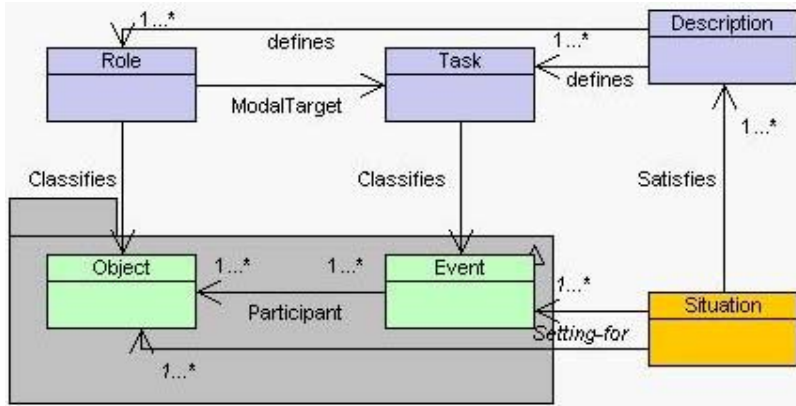 1...*
Description
defines
1...*
Role
Task
defines
ModalTarget
1...*
Classifies
Classifies
Satisfies
Object
1...*
1...*
Event
1...*
Situation
Participant
Setting-for
1...*